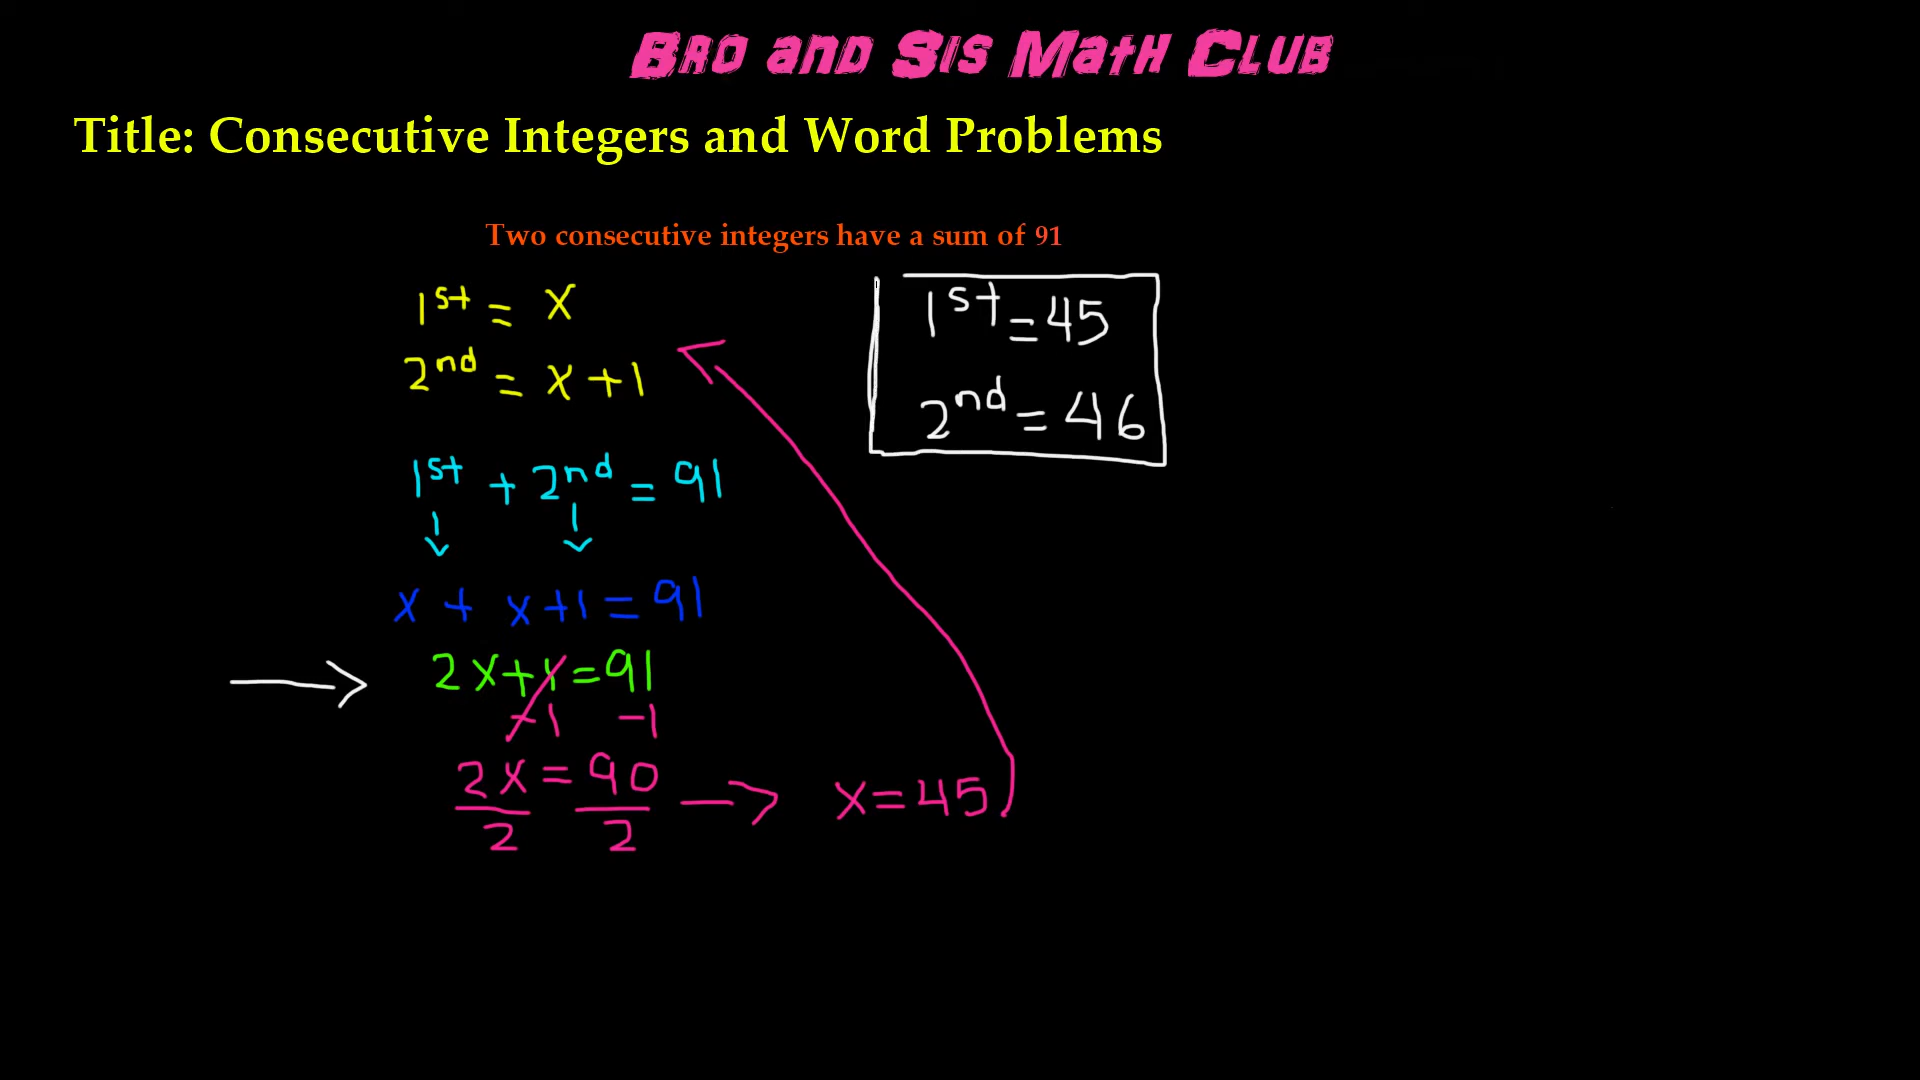 Bro and Sis Math Club
Title: Consecutive Integers and Word Problems
Two consecutive integers have a sum of 91
1st = x
2nd = x+1
1st + 2nd = 91
x + x+1 = 91
2x+1=91
-1 -1
2x = 90
2 2
x=45
1st=45
2nd=46